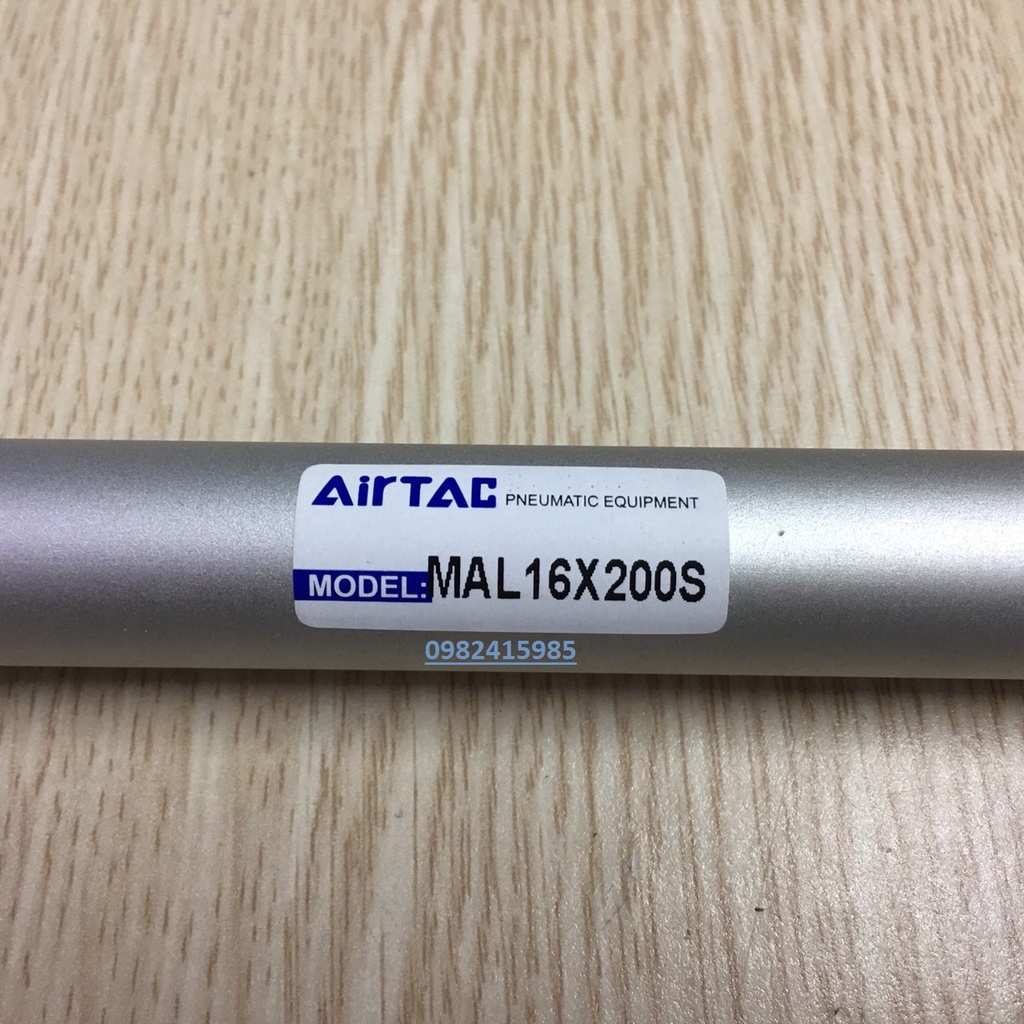 AirTAC PNEUMATIC EQUIPMENT
MODEL:MAL16X200S
0982415985